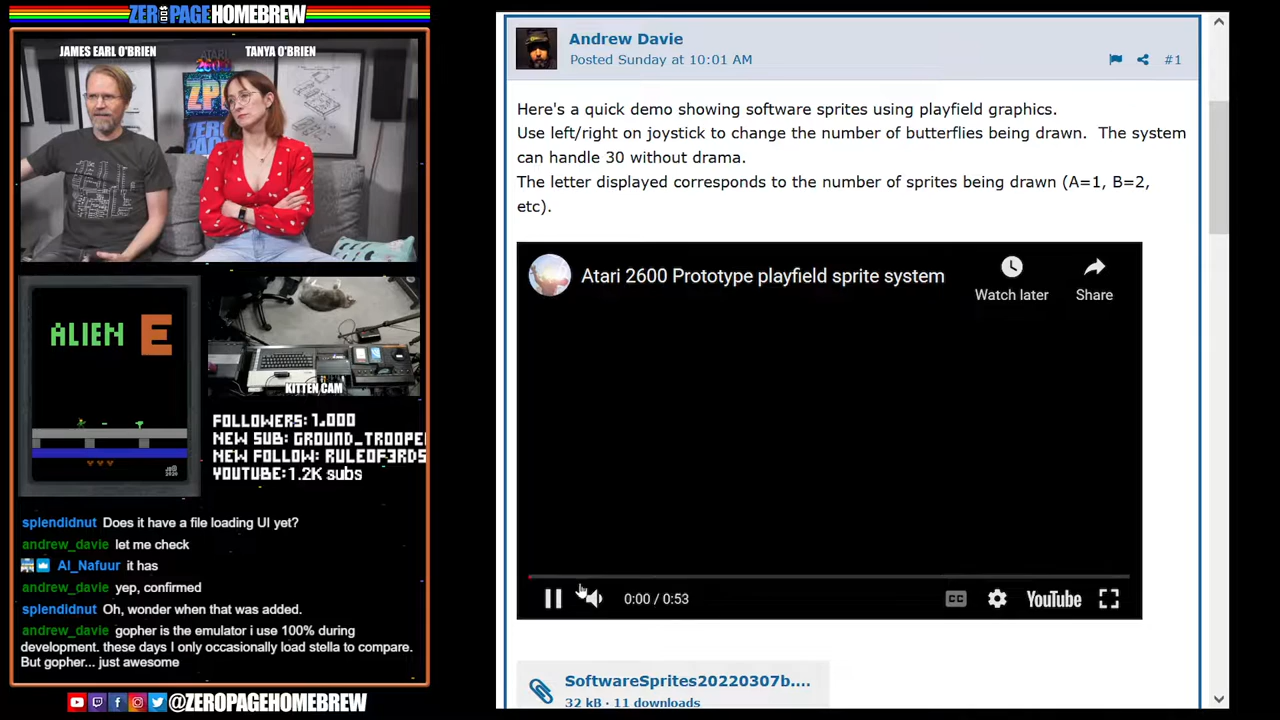 ZEROPAGE HOMEBREW
JAMES EARL O'BRIEN
TANYA O'BRIEN
ALIEN E
KITTEN CAM
FOLLOWERS: 1,000
NEW SUB: GROUND_TROOPER
NEW FOLLOW: RULEOF3RDS
YOUTUBE: 1.2K subs
splendidnut Does it have a file loading UI yet?
andrew_davie let me check
Al_Nafuur it has
andrew_davie yep, confirmed
splendidnut Oh, wonder when that was added.
andrew_davie gopher is the emulator i use 100% during
development. these days I only occasionally load stella to compare.
But gopher... just awesome
@ZEROPAGEHOMEBREW
Andrew Davie
Posted Sunday at 10:01 AM
#1
Here's a quick demo showing software sprites using playfield graphics.
Use left/right on joystick to change the number of butterflies being drawn. The system
can handle 30 without drama.
The letter displayed corresponds to the number of sprites being drawn (A=1, B=2,
etc).
Atari 2600 Prototype playfield sprite system
Watch later
Share
0:00 / 0:53
CC
YouTube
SoftwareSprites20220307b....
32 kB · 11 downloads